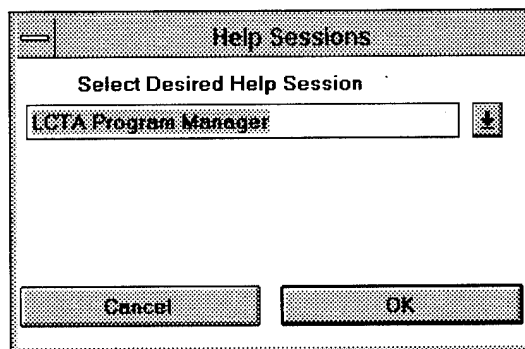 Help Sessions
Select Desired Help Session
LCTA Program Manager
Cancel OK